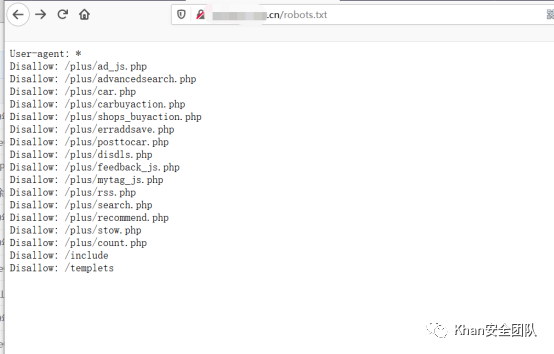 .cn/robots.txt
User-agent: *
Disallow: /plus/ad_js.php
Disallow: /plus/advancedsearch.php
Disallow: /plus/car.php
Disallow: /plus/carbuyaction.php
Disallow: /plus/shops_buyaction.php
Disallow: /plus/erraddsave.php
Disallow: /plus/posttocar.php
Disallow: /plus/disdls.php
Disallow: /plus/feedback_js.php
Disallow: /plus/mytag_js.php
Disallow: /plus/rss.php
Disallow: /plus/search.php
Disallow: /plus/recommend.php
Disallow: /plus/stow.php
Disallow: /plus/count.php
Disallow: /include
Disallow: /templets
Khan安全团队